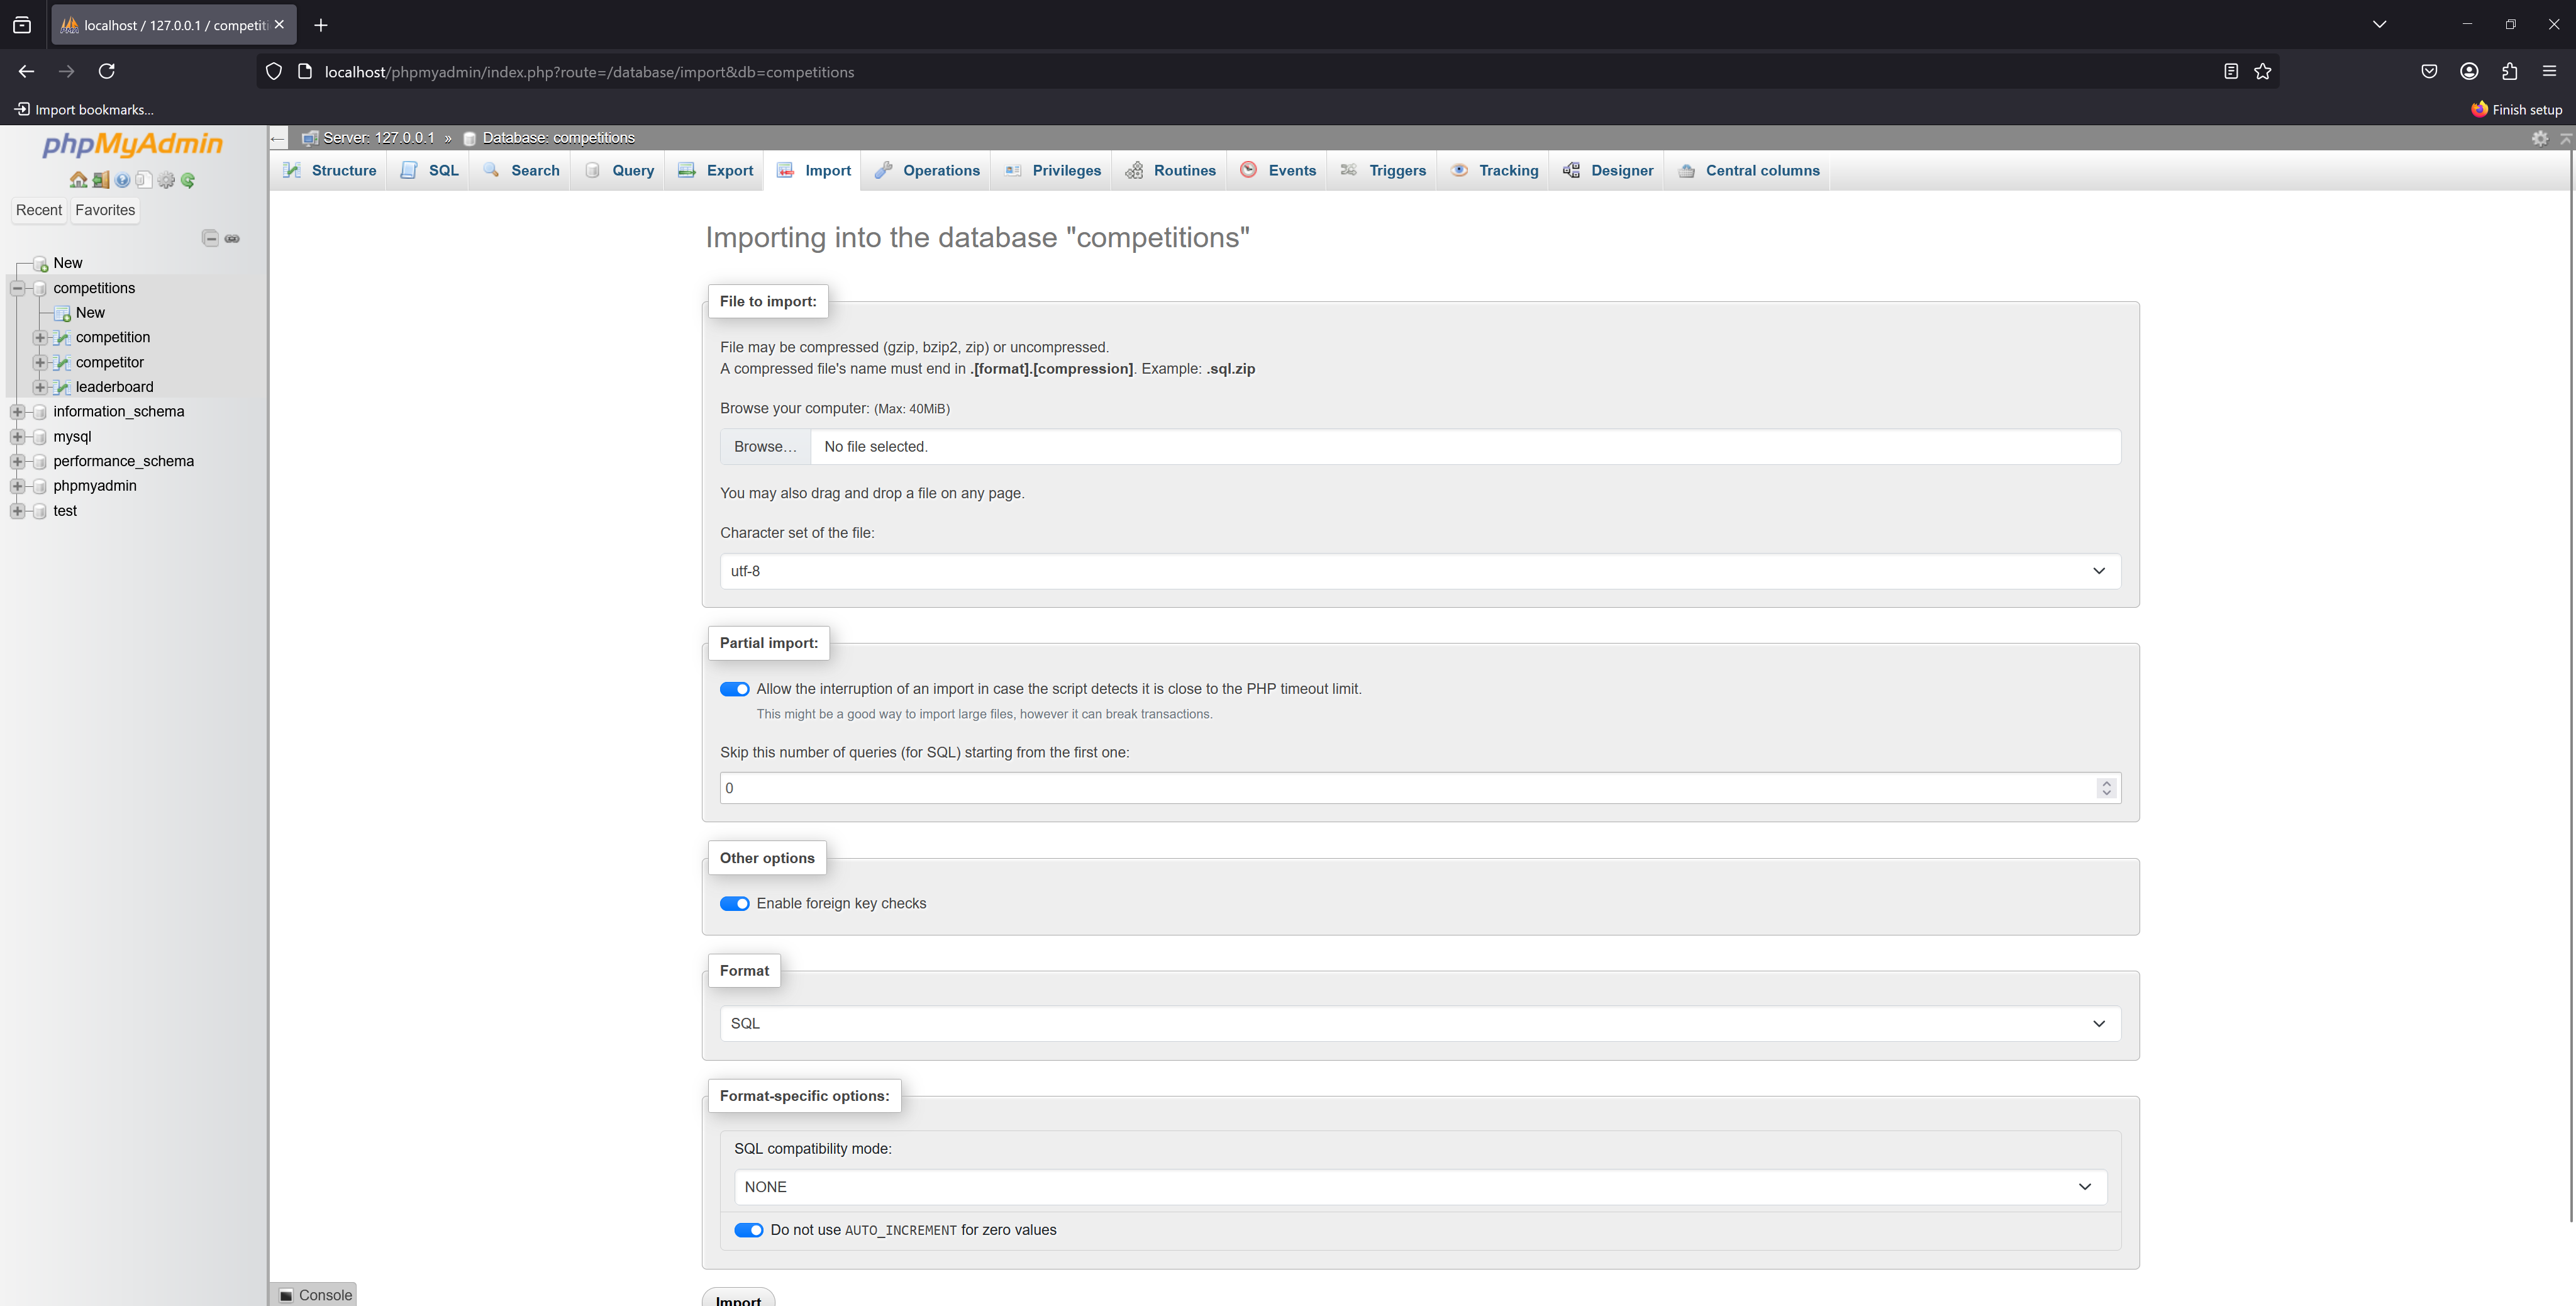 localhost / 127.0.0.1 / competiti
localhost/phpmyadmin/index.php?route=/database/import&db=competitions
Import bookmarks...
Finish setup
phpMyAdmin
Recent
Favorites
New
competitions
New
competition
competitor
leaderboard
information_schema
mysql
performance_schema
phpmyadmin
test
Server: 127.0.0.1 » Database: competitions
Structure
SQL
Search
Query
Export
Import
Operations
Privileges
Routines
Events
Triggers
Tracking
Designer
Central columns
Importing into the database "competitions"
File to import:
File may be compressed (gzip, bzip2, zip) or uncompressed.
A compressed file's name must end in .[format].[compression]. Example: .sql.zip
Browse your computer: (Max: 40MiB)
Browse... No file selected.
You may also drag and drop a file on any page.
Character set of the file:
utf-8
Partial import:
Allow the interruption of an import in case the script detects it is close to the PHP timeout limit.
This might be a good way to import large files, however it can break transactions.
Skip this number of queries (for SQL) starting from the first one:
0
Other options
Enable foreign key checks
Format
SQL
Format-specific options:
SQL compatibility mode:
NONE
Do not use AUTO_INCREMENT for zero values
Import
Console